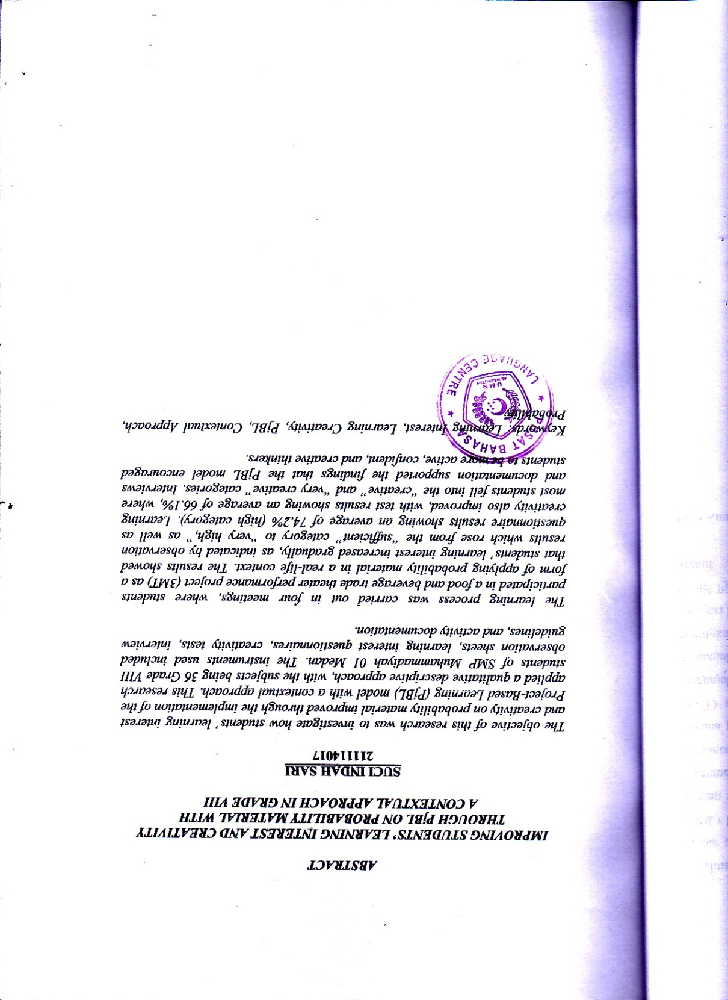 ABSTRACT
IMPROVING STUDENTS' LEARNING INTEREST AND CREATIVITY
THROUGH PjBL ON PROBABILITY MATERIAL WITH
A CONTEXTUAL APPROACH IN GRADE VIII
SUCI INDAH SARI
211114017
The objective of this research was to investigate how students' learning interest
and creativity on probability material improved through the implementation of the
Project-Based Learning (PjBL) model with a contextual approach. This research
applied a qualitative descriptive approach, with the subjects being 36 Grade VIII
students of SMP Muhammadiyah 01 Medan. The instruments used included
observation sheets, learning interest questionnaires, creativity tests, interview
guidelines, and activity documentation.
The learning process was carried out in four meetings, where students
participated in a food and beverage trade theater performance project (3MT) as a
form of applying probability material in a real-life context. The results showed
that students' learning interest increased gradually, as indicated by observation
results which rose from the "sufficient" category to "very high," as well as
questionnaire results showing an average of 74.2% (high category). Learning
creativity also improved, with test results showing an average of 66.1%, where
most students fell into the "creative" and "very creative" categories. Interviews
and documentation supported the findings that the PjBL model encouraged
students to be more active, confident, and creative thinkers.
Keywords: Learning Interest, Learning Creativity, PjBL, Contextual Approach,
Probability
PUSAT BAHASA
UMN
AL WASHLIYAH
LANGUAGE CENTRE